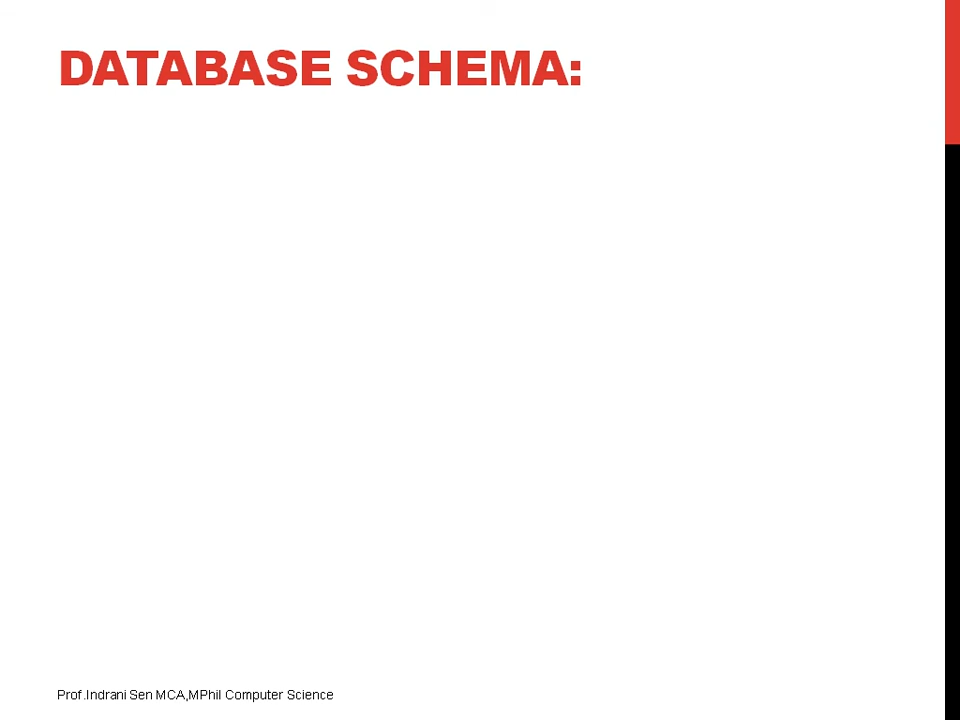 DATABASE SCHEMA:
Prof.Indrani Sen MCA,MPhil Computer Science